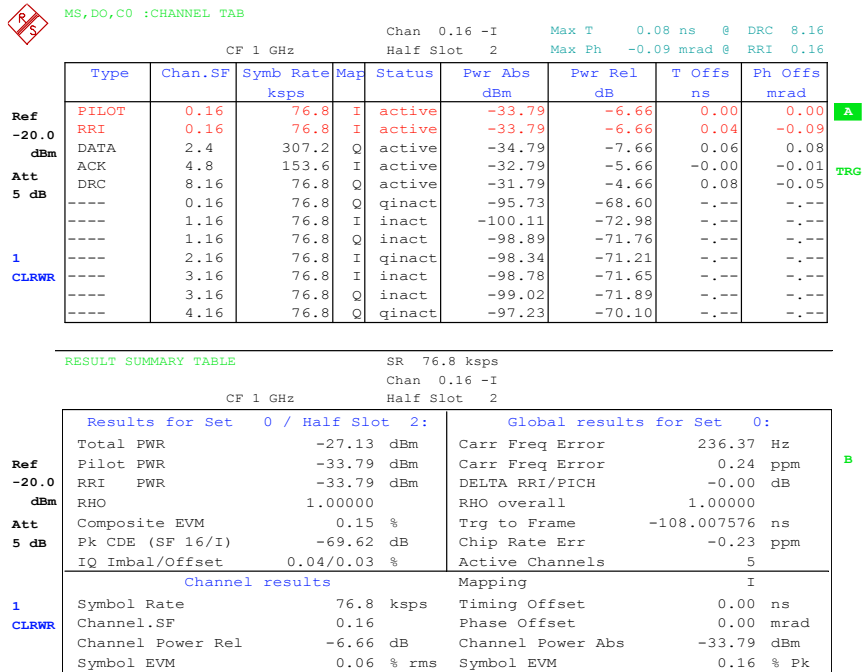 MS,DO,C0 :CHANNEL TAB
Chan 0.16 -I Max T 0.08 ns @ DRC 8.16
CF 1 GHz Half Slot 2 Max Ph -0.09 mrad @ RRI 0.16
Type Chan.SF Symb Rate Map Status Pwr Abs Pwr Rel T Offs Ph Offs
ksps dBm dB ns mrad
PILOT 0.16 76.8 I active -33.79 -6.66 0.00 0.00
RRI 0.16 76.8 I active -33.79 -6.66 0.04 -0.09
DATA 2.4 307.2 Q active -34.79 -7.66 0.06 0.08
ACK 4.8 153.6 I active -32.79 -5.66 -0.00 -0.01
DRC 8.16 76.8 Q active -31.79 -4.66 0.08 -0.05
---- 0.16 76.8 Q qinact -95.73 -68.60 -.-- -.--
---- 1.16 76.8 I inact -100.11 -72.98 -.-- -.--
---- 1.16 76.8 Q inact -98.89 -71.76 -.-- -.--
---- 2.16 76.8 I qinact -98.34 -71.21 -.-- -.--
---- 3.16 76.8 I inact -98.78 -71.65 -.-- -.--
---- 3.16 76.8 Q inact -99.02 -71.89 -.-- -.--
---- 4.16 76.8 Q qinact -97.23 -70.10 -.-- -.--
R S
Ref
-20.0
dBm
Att
5 dB
1
CLRWR
A
TRG
RESULT SUMMARY TABLE SR 76.8 ksps
Chan 0.16 -I
CF 1 GHz Half Slot 2
Results for Set 0 / Half Slot 2: Global results for Set 0:
Total PWR -27.13 dBm Carr Freq Error 236.37 Hz
Pilot PWR -33.79 dBm Carr Freq Error 0.24 ppm
RRI PWR -33.79 dBm DELTA RRI/PICH -0.00 dB
RHO 1.00000 RHO overall 1.00000
Composite EVM 0.15 % Trg to Frame -108.007576 ns
Pk CDE (SF 16/I) -69.62 dB Chip Rate Err -0.23 ppm
IQ Imbal/Offset 0.04/0.03 % Active Channels 5
Channel results Mapping I
Symbol Rate 76.8 ksps Timing Offset 0.00 ns
Channel.SF 0.16 Phase Offset 0.00 mrad
Channel Power Rel -6.66 dB Channel Power Abs -33.79 dBm
Symbol EVM 0.06 % rms Symbol EVM 0.16 % Pk
Ref
-20.0
dBm
Att
5 dB
1
CLRWR
B